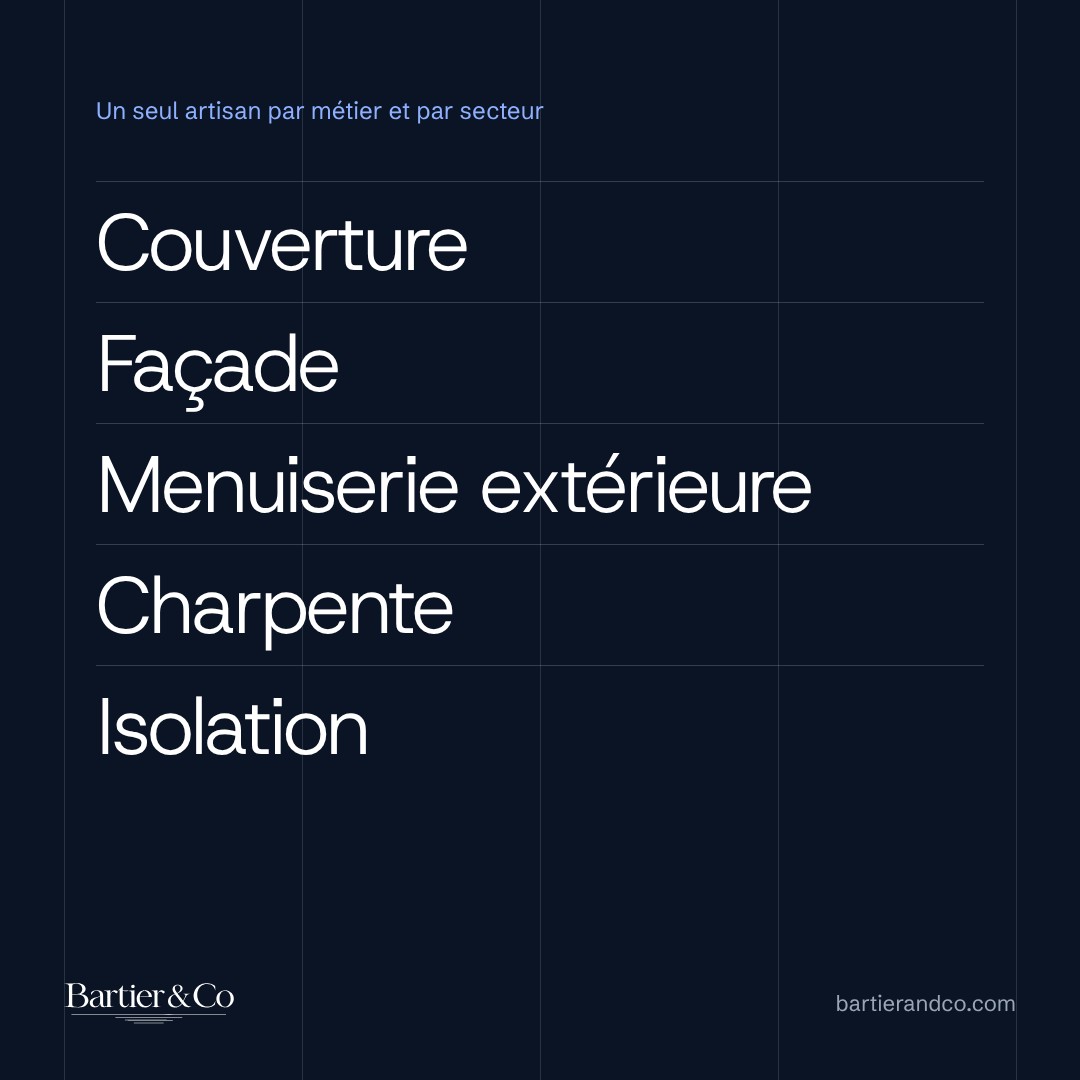 Un seul artisan par métier et par secteur
Couverture
Façade
Menuiserie extérieure
Charpente
Isolation
Bartier & Co
bartierandco.com